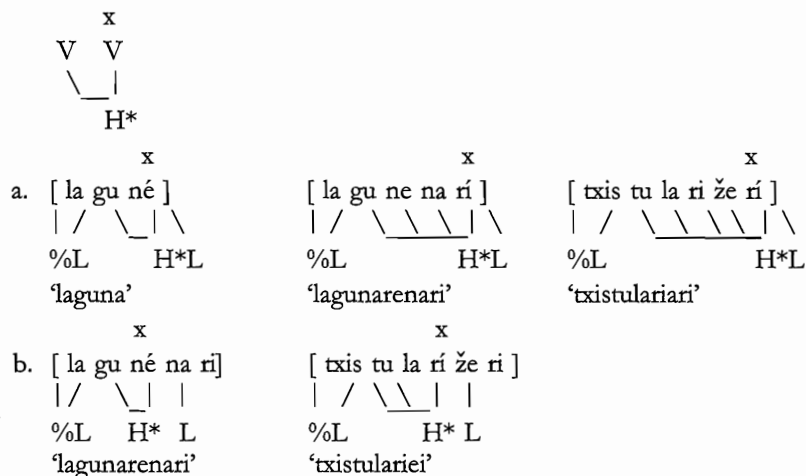 x
V V
H*
x x x
a. [ la gu né ] [ la gu ne na rí ] [ txis tu la ri že rí ]
%L H*L %L H*L %L H*L
‘laguna’ ‘lagunarenari’ ‘txistulariari’
x x
b. [ la gu né na ri] [ txis tu la rí že ri ]
%L H* L %L H* L
‘lagunarenari’ ‘txistulariei’